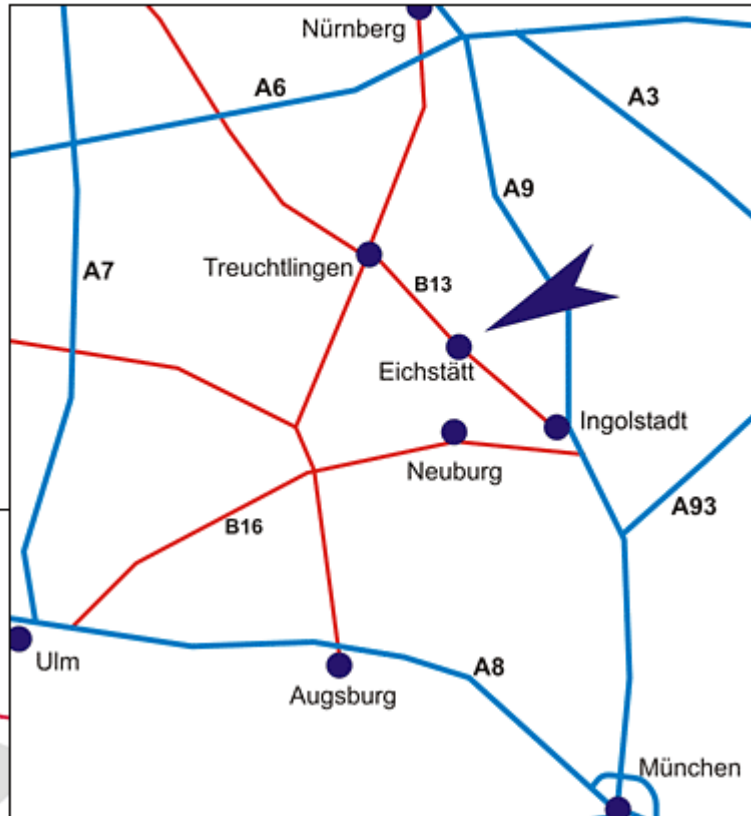 Nürnberg
A6
A3
A9
A7
Treuchtlingen
B13
Eichstätt
Ingolstadt
Neuburg
A93
B16
Ulm
A8
Augsburg
München